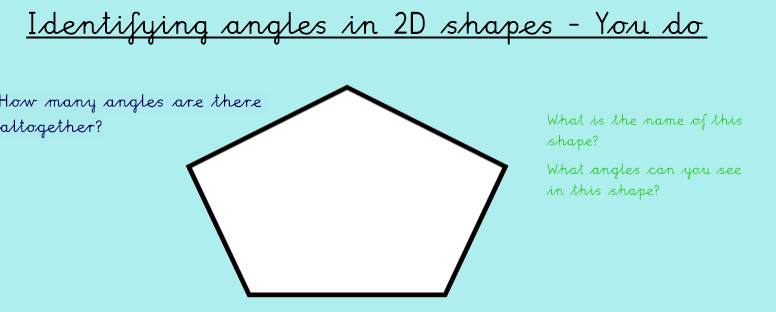 Identifying angles in 2D shapes - You do
How many angles are there
altogether?
What is the name of this
shape?
What angles can you see
in this shape?